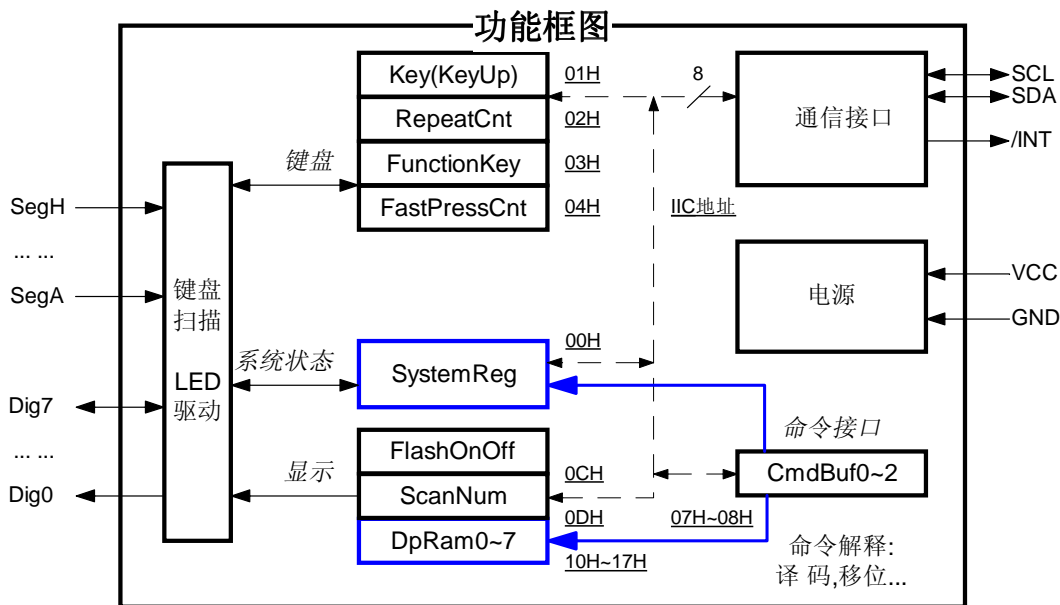 功能框图
Key(KeyUp)
01H
RepeatCnt
02H
FunctionKey
03H
FastPressCnt
04H
键盘
8
通信接口
SCL
SDA
/INT
IIC地址
SegH
... ...
SegA
键盘
扫描
LED
驱动
电源
VCC
GND
系统状态
00H
SystemReg
Dig7
... ...
Dig0
显示
FlashOnOff
0CH
ScanNum
0DH
DpRam0~7
10H~17H
命令接口
CmdBuf0~2
07H~08H
命令解释:
译 码,移位...